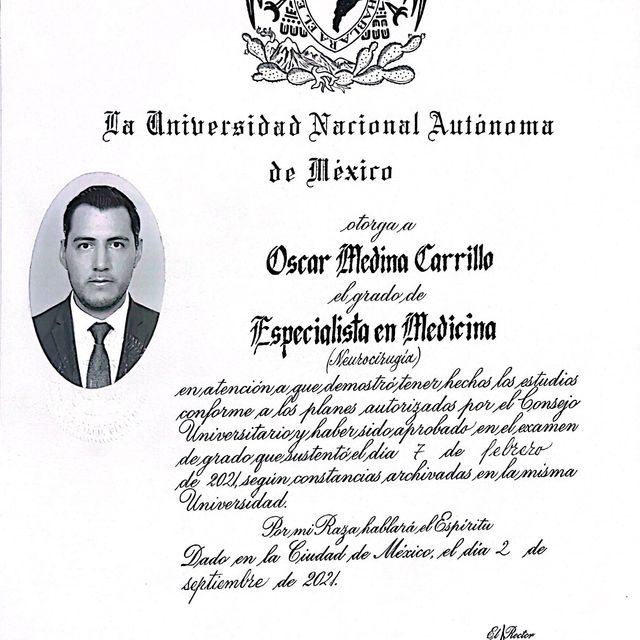 HABLARA EL E
La Universidad Nacional Autónoma
de México
otorga a
Oscar Medina Carrillo
el grado de
Especialista en Medicina
(Neurocirugía)
en atención a que demostró tener hechos los estudios
conforme a los planes autorizados por el Consejo
Universitario y haber sido aprobado en el examen
de grado que sustentó el día 7 de febrero
de 2021, según constancias archivadas en la misma
Universidad.
Por mi Raza hablará el Espíritu
Dado en la Ciudad de México, el día 2 de
septiembre de 2021.
El Rector